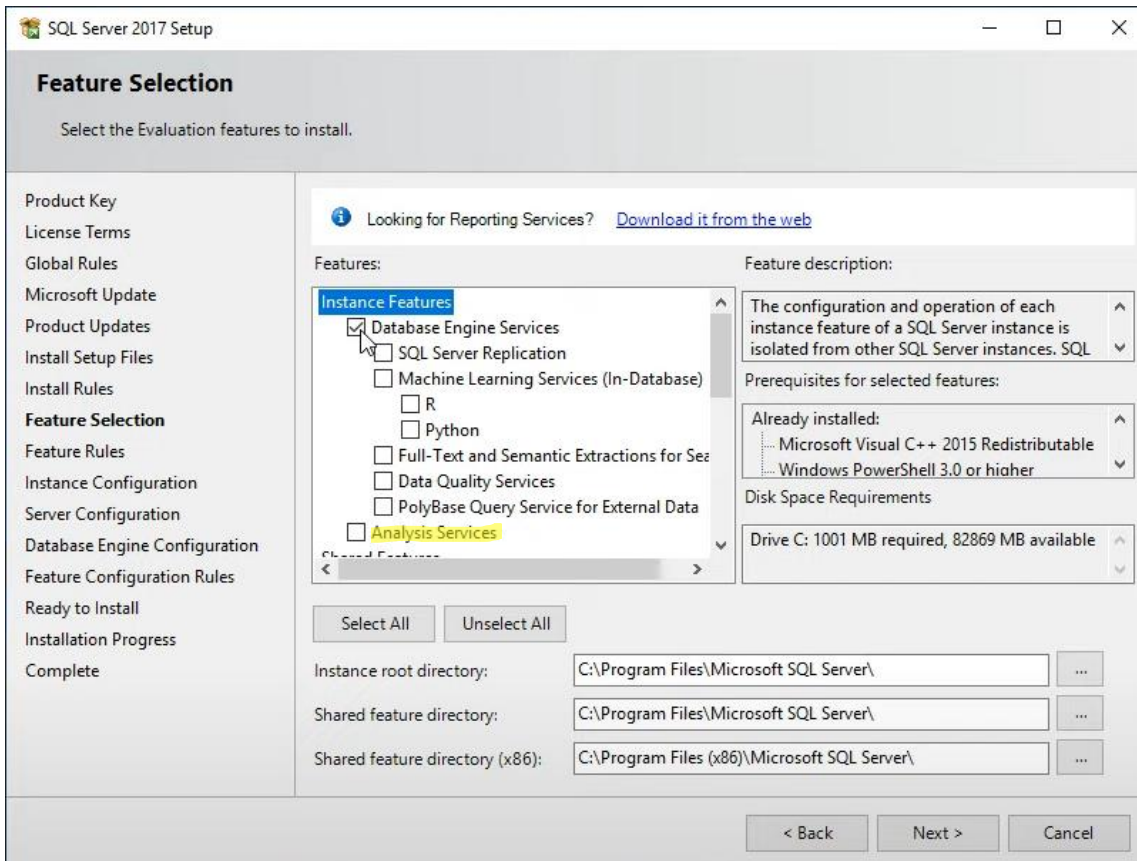 SQL Server 2017 Setup
Feature Selection
Select the Evaluation features to install.
Product Key
License Terms
Global Rules
Microsoft Update
Product Updates
Install Setup Files
Install Rules
Feature Selection
Feature Rules
Instance Configuration
Server Configuration
Database Engine Configuration
Feature Configuration Rules
Ready to Install
Installation Progress
Complete
Looking for Reporting Services? Download it from the web
Features:
Instance Features
Database Engine Services
SQL Server Replication
Machine Learning Services (In-Database)
R
Python
Full-Text and Semantic Extractions for Sea
Data Quality Services
PolyBase Query Service for External Data
Analysis Services
Shared Features
Feature description:
The configuration and operation of each
instance feature of a SQL Server instance is
isolated from other SQL Server instances. SQL
Prerequisites for selected features:
Already installed:
Microsoft Visual C++ 2015 Redistributable
Windows PowerShell 3.0 or higher
Disk Space Requirements
Drive C: 1001 MB required, 82869 MB available
Select All
Unselect All
Instance root directory:
C:\Program Files\Microsoft SQL Server\
...
Shared feature directory:
C:\Program Files\Microsoft SQL Server\
...
Shared feature directory (x86):
C:\Program Files (x86)\Microsoft SQL Server\
...
< Back
Next >
Cancel